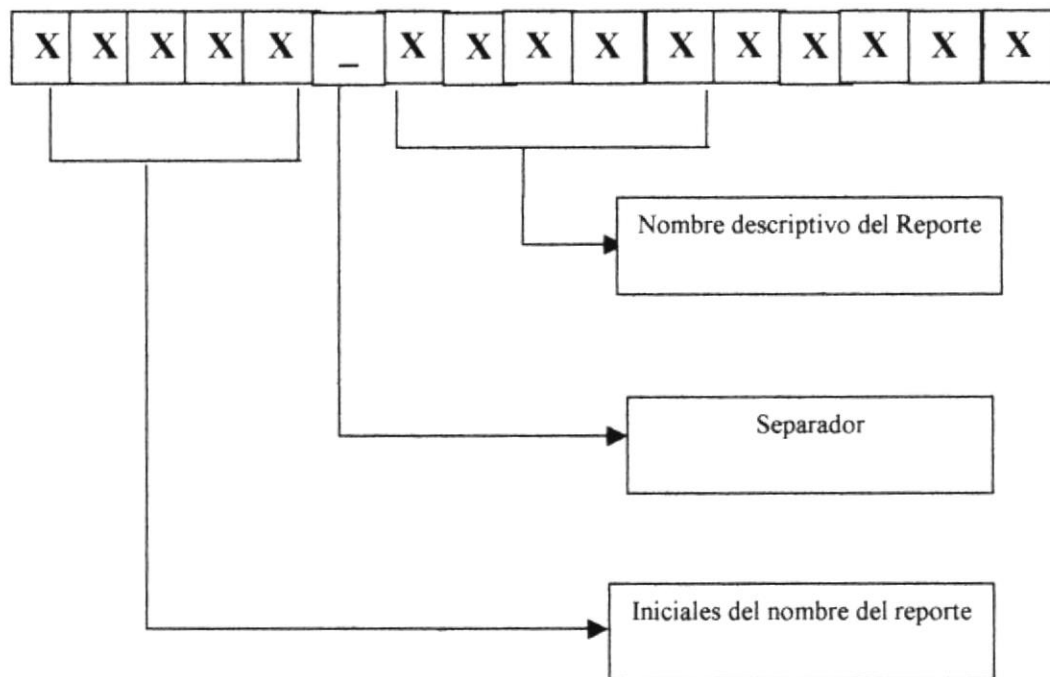 X X X X X _ X X X X X X X X X X
Nombre descriptivo del Reporte
Separador
Iniciales del nombre del reporte